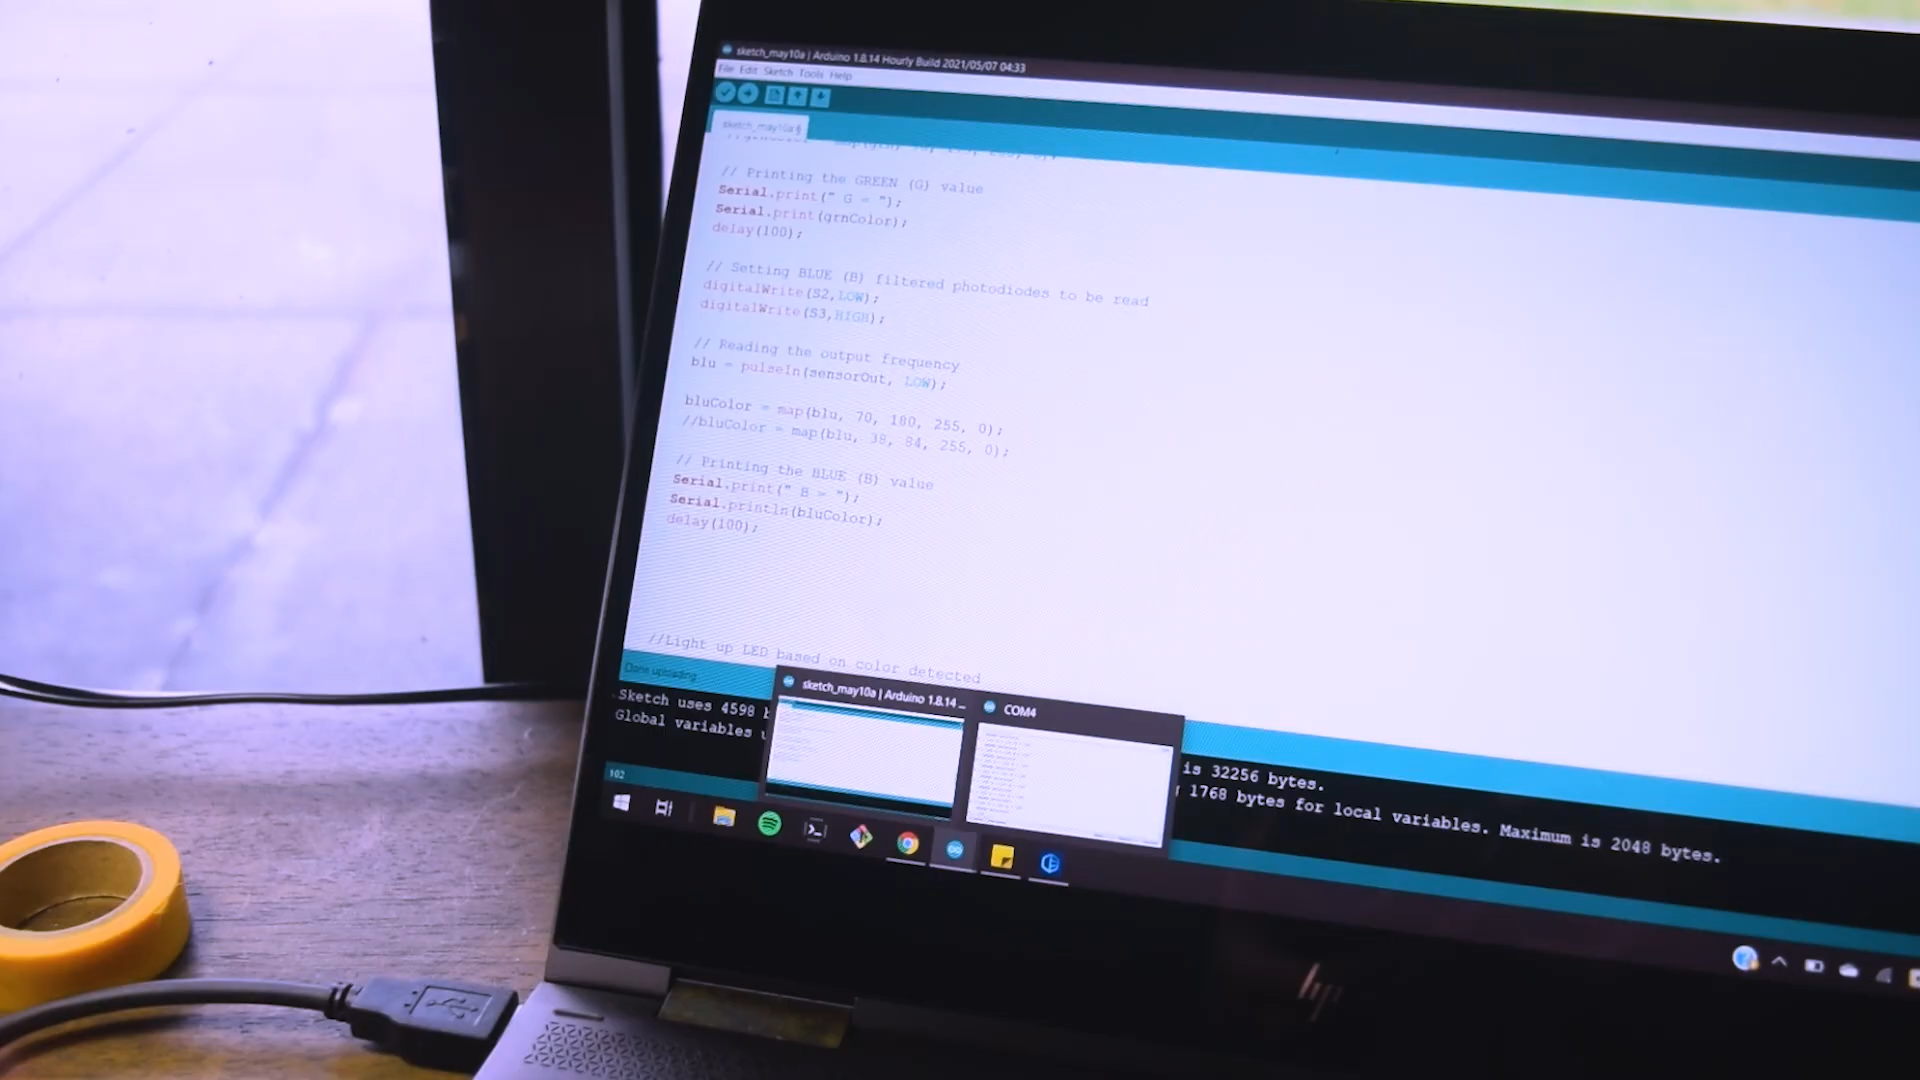 sketch_may10a | Arduino 1.8.14 Hourly Build 2021/05/07 04:33
File Edit Sketch Tools Help
sketch_may10a §
// Printing the GREEN (G) value
Serial.print(" G = ");
Serial.print(grnColor);
delay(100);
// Setting BLUE (B) filtered photodiodes to be read
digitalWrite(S2,LOW);
digitalWrite(S3,HIGH);
// Reading the output frequency
blu = pulseIn(sensorOut, LOW);
bluColor = map(blu, 70, 180, 255, 0);
//bluColor = map(blu, 38, 84, 255, 0);
// Printing the BLUE (B) value
Serial.print(" B = ");
Serial.println(bluColor);
delay(100);
//Light up LED based on color detected
Done uploading
Sketch uses 4598 is 32256 bytes.
Global variables 1768 bytes for local variables. Maximum is 2048 bytes.
sketch_may10a | Arduino 1.8.14 ...
COM4
102
hp